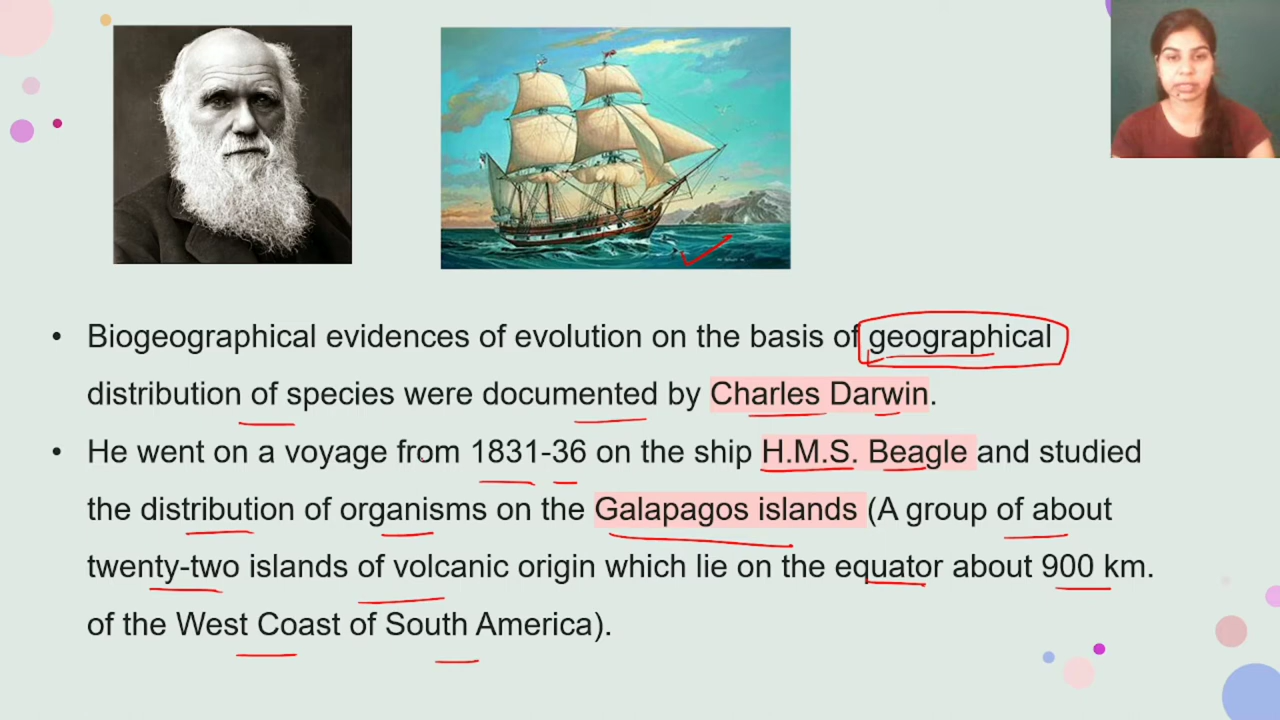 • Biogeographical evidences of evolution on the basis of geographical
distribution of species were documented by Charles Darwin.
• He went on a voyage from 1831-36 on the ship H.M.S. Beagle and studied
the distribution of organisms on the Galapagos islands (A group of about
twenty-two islands of volcanic origin which lie on the equator about 900 km.
of the West Coast of South America).